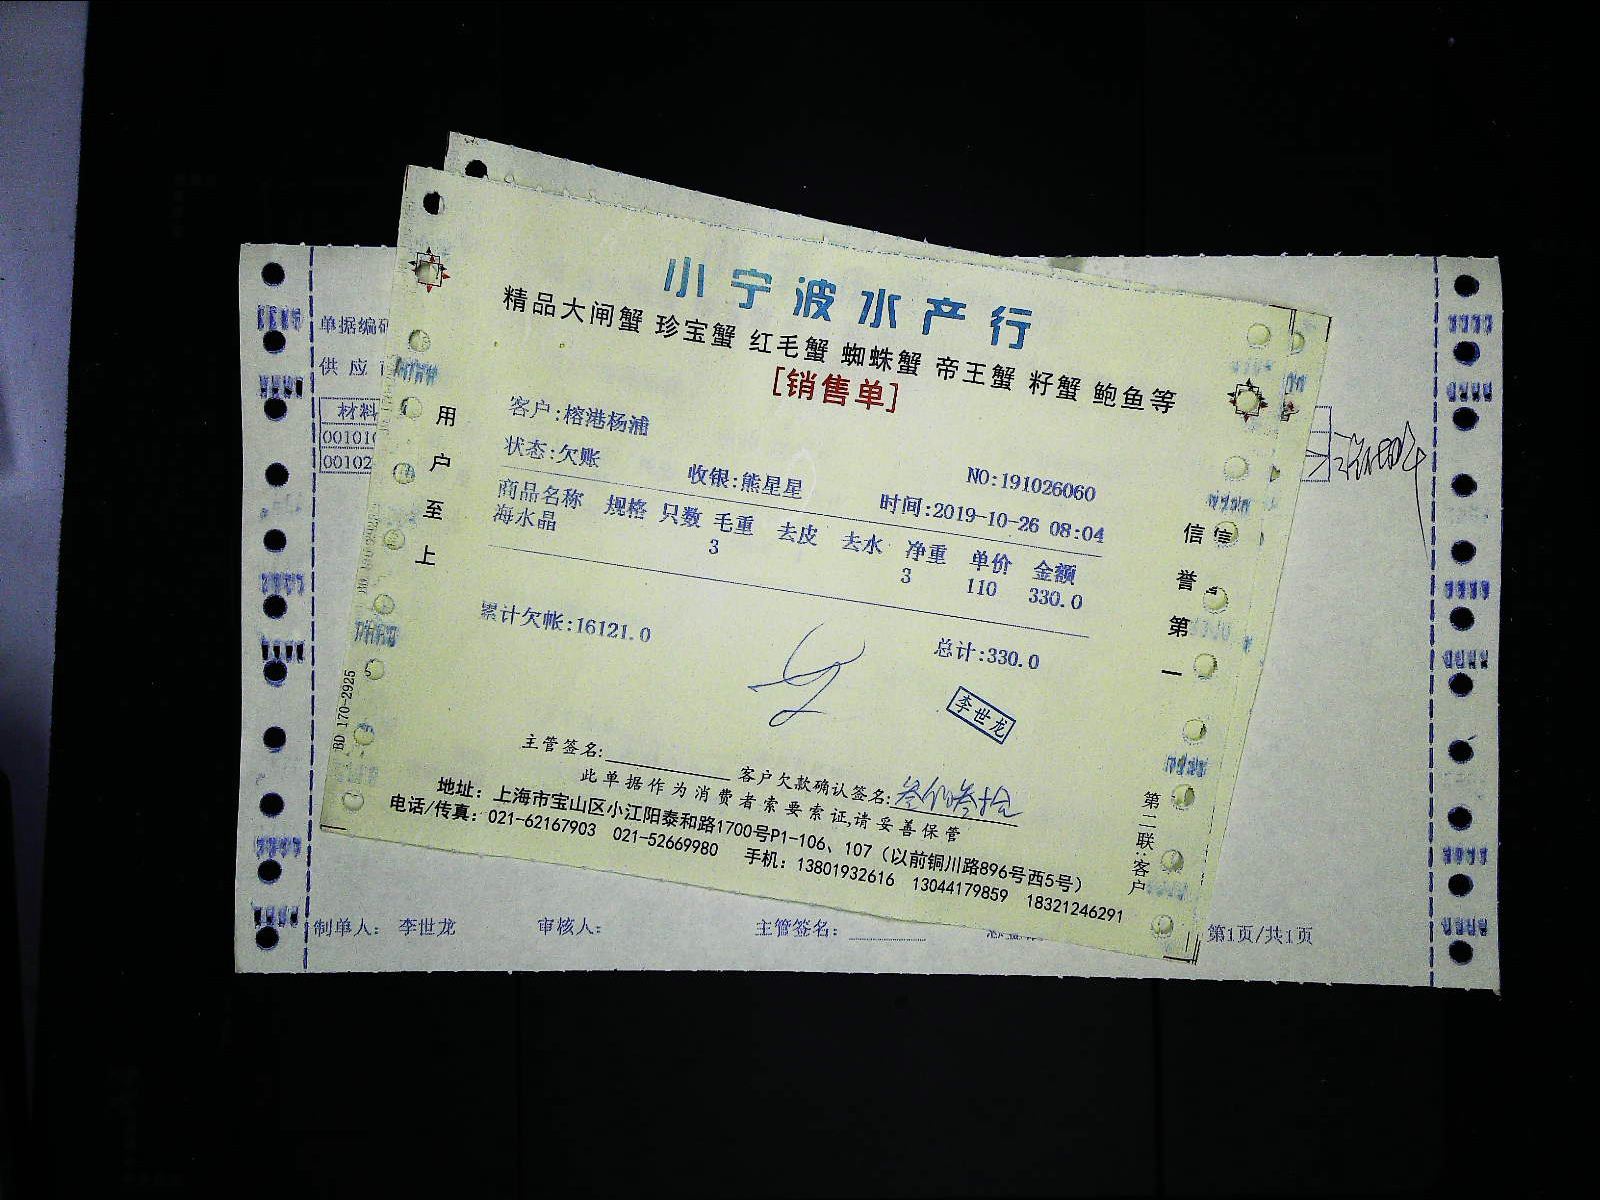 小宁波水产行
精品大闸蟹 珍宝蟹 红毛蟹 蜘蛛蟹 帝王蟹 籽蟹 鲍鱼等
[销售单]
客户:榕港杨浦
状态:欠账 收银:熊星星 NO:191026060
时间:2019-10-26 08:04
商品名称 规格 只数 毛重 去皮 去水 净重 单价 金额
海水晶 3 3 110 330.0
累计欠帐:16121.0 总计:330.0
李世龙
主管签名: 客户欠款确认签名:叁佰叁拾
此单据作为消费者索要索证,请妥善保管
地址：上海市宝山区小江阳泰和路1700号P1-106、107（以前铜川路896号西5号）
电话/传真：021-62167903 021-52669980 手机：13801932616 13044179859 18321246291
用户至上
信誉第一
第二联:客户
BD 170-2925
单据编码
供应
材料
00101
00102
制单人： 李世龙 审核人： 主管签名： 第1页/共1页